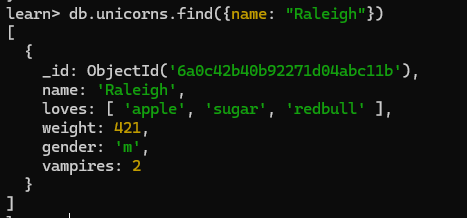 learn> db.unicorns.find({name: "Raleigh"})
[
  {
    _id: ObjectId('6a0c42b40b92271d04abc11b'),
    name: 'Raleigh',
    loves: [ 'apple', 'sugar', 'redbull' ],
    weight: 421,
    gender: 'm',
    vampires: 2
  }
]